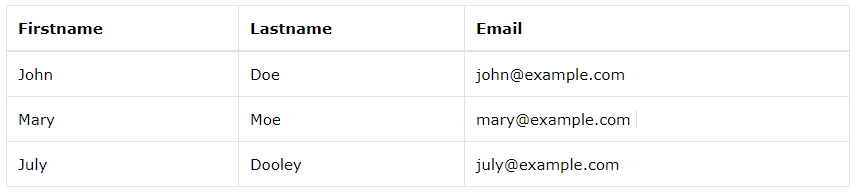 Firstname Lastname Email
John Doe john@example.com
Mary Moe mary@example.com
July Dooley july@example.com